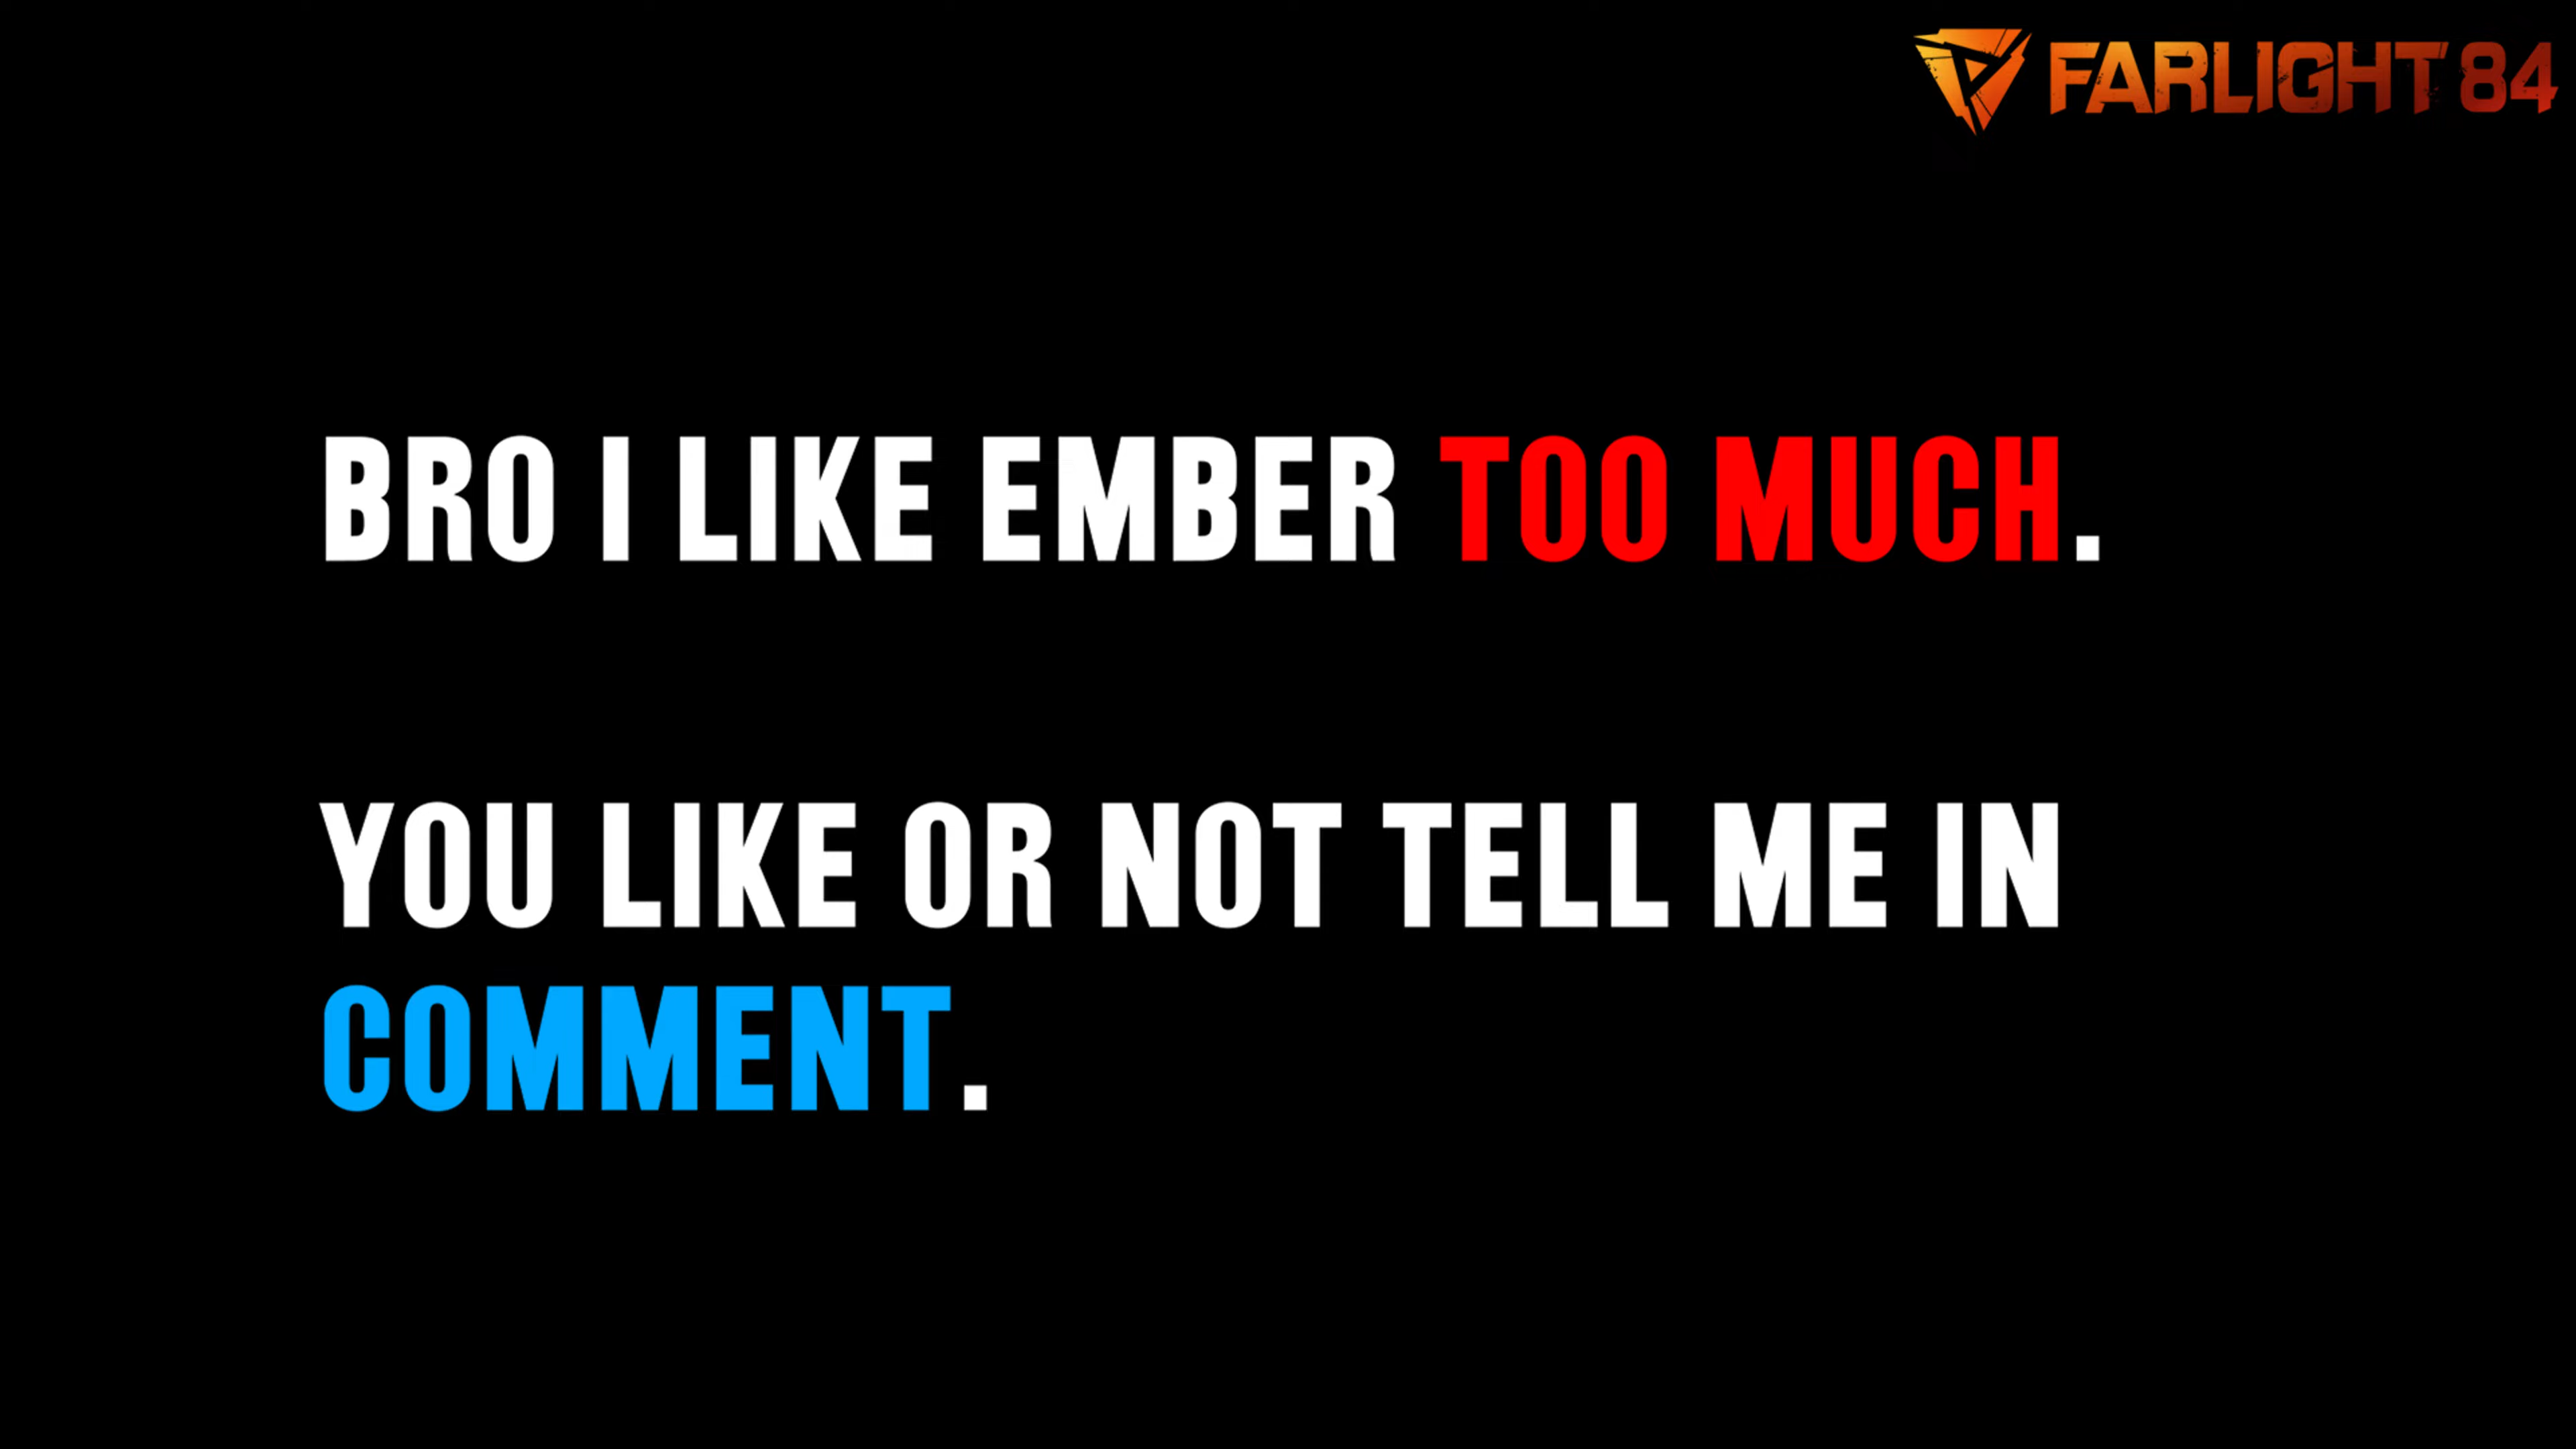 FARLIGHT 84
BRO I LIKE EMBER TOO MUCH.
YOU LIKE OR NOT TELL ME IN
COMMENT.